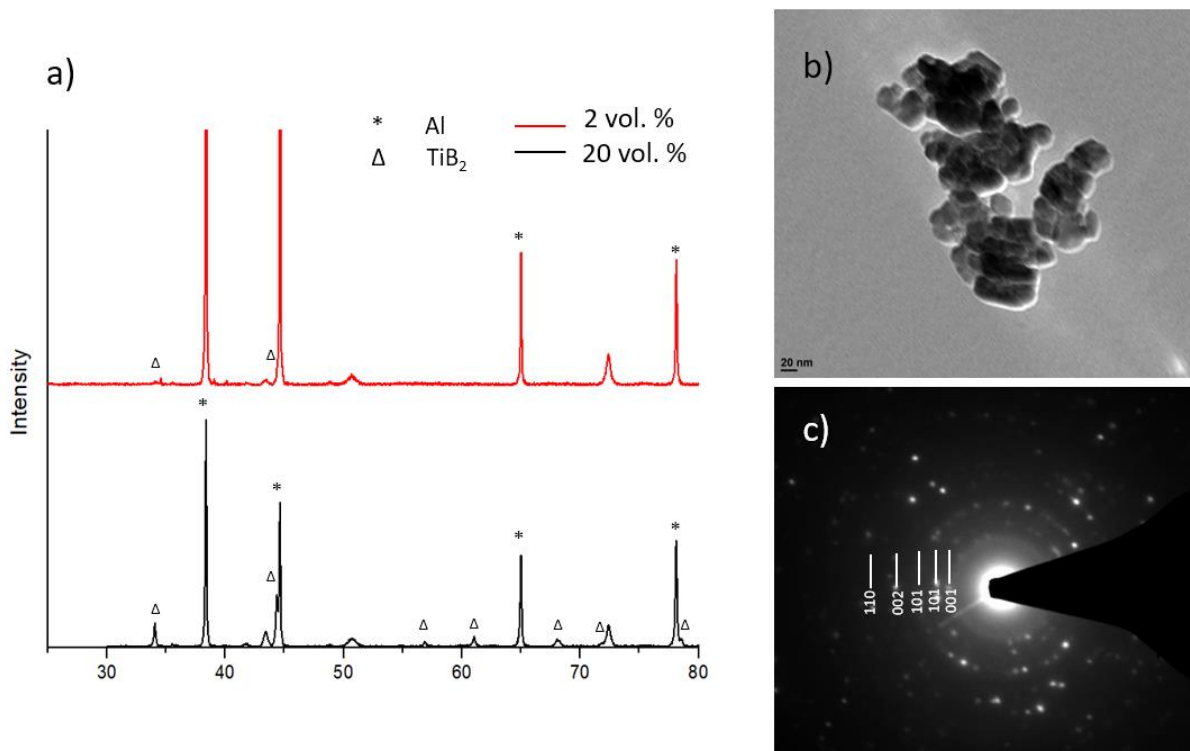 a)
* Al 2 vol. %
Δ TiB₂ 20 vol. %
Δ
Δ
*
*
Intensity
*
*
*
*
Δ
Δ
Δ
Δ
Δ
Δ
Δ
30 40 50 60 70 80
b)
20 nm
c)
110
002
101
101
001